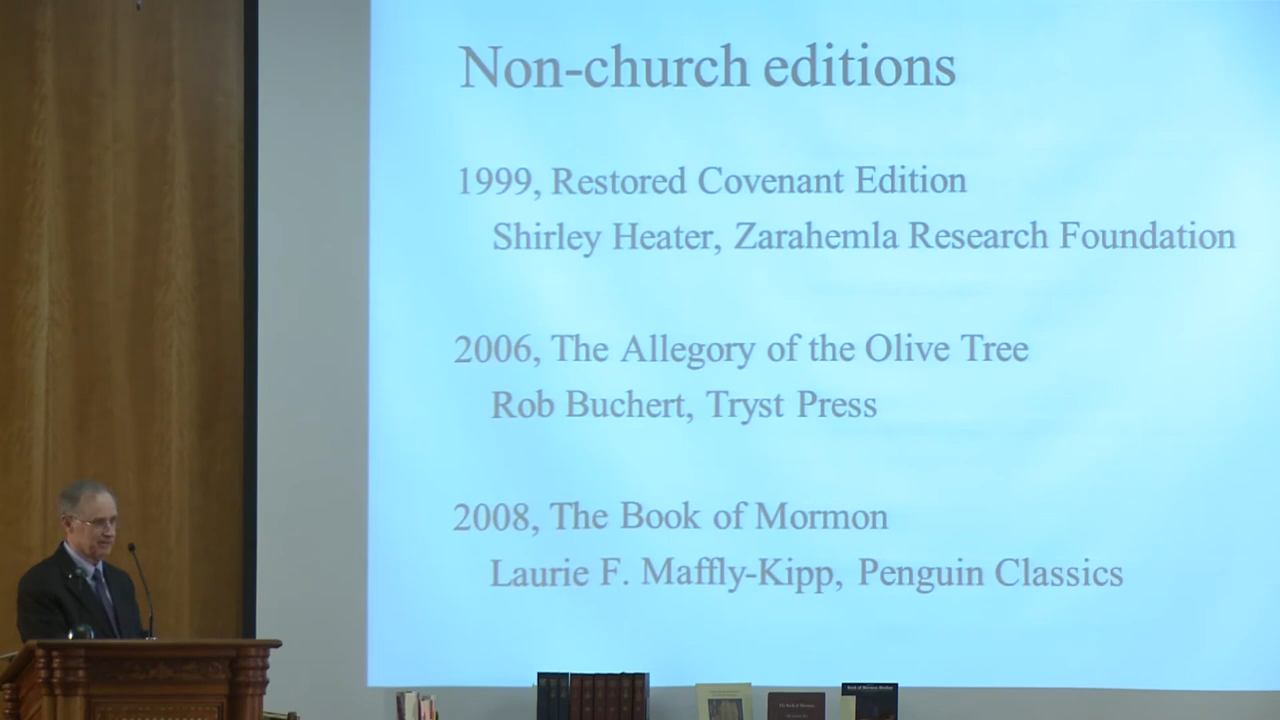 Non-church editions
1999, Restored Covenant Edition
Shirley Heater, Zarahemla Research Foundation
2006, The Allegory of the Olive Tree
Rob Buchert, Tryst Press
2008, The Book of Mormon
Laurie F. Maffly-Kipp, Penguin Classics